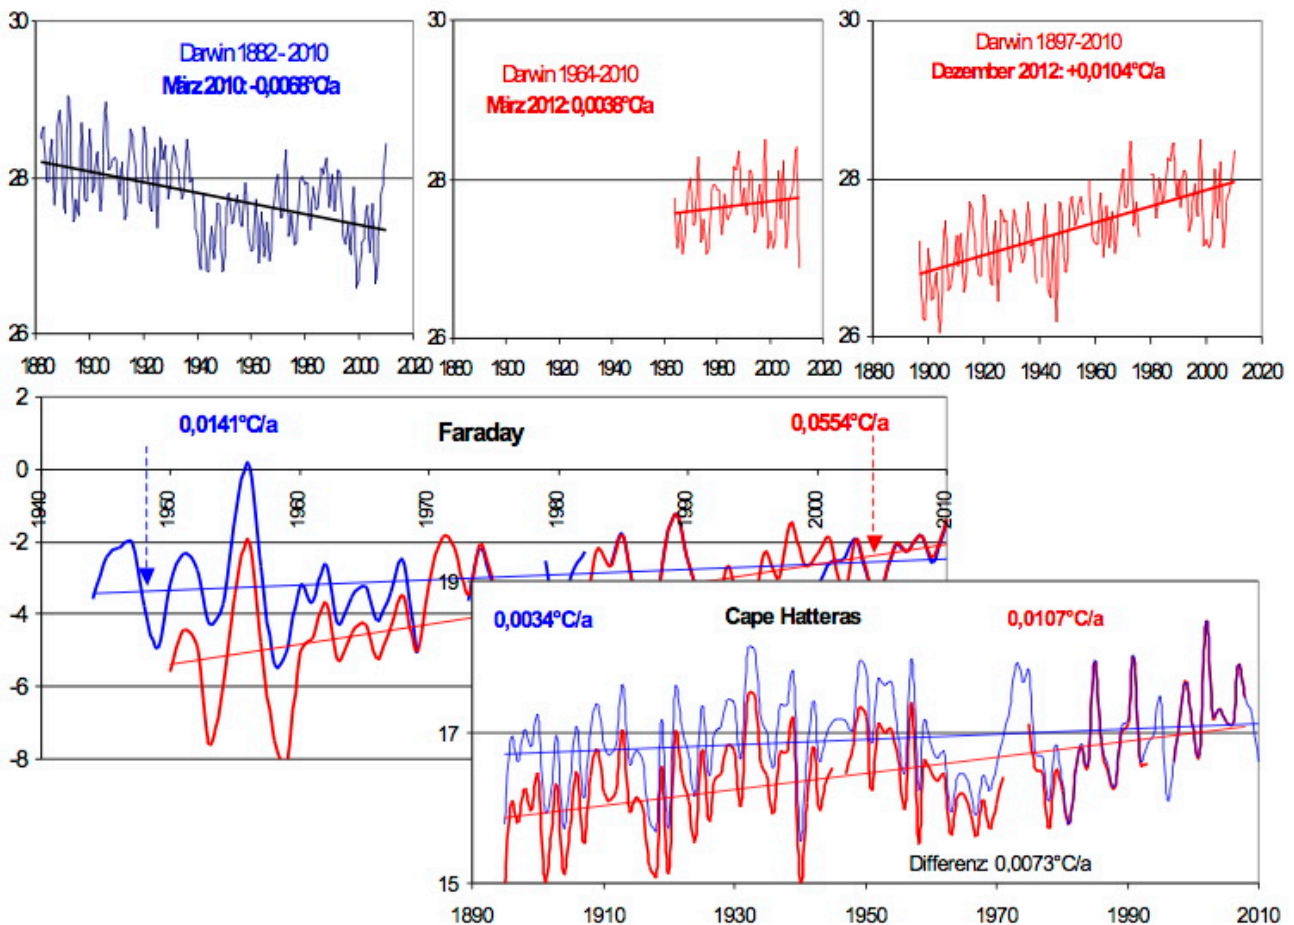 30
Darwin 1882 - 2010
März 2010: -0,0068°C/a
28
26
1880 1900 1920 1940 1960 1980 2000 2020
30
Darwin 1964-2010
März 2012: 0,0038°C/a
28
26
1880 1900 1920 1940 1960 1980 2000 2020
30
Darwin 1897-2010
Dezember 2012: +0,0104°C/a
28
26
1880 1900 1920 1940 1960 1980 2000 2020
2
0,0141°C/a
Faraday
0,0554°C/a
0
1940 1950 1960 1970 1980 1990 2000 2010
-2
-4
-6
-8
19
0,0034°C/a
Cape Hatteras
0,0107°C/a
17
Differenz: 0,0073°C/a
15
1890 1910 1930 1950 1970 1990 2010